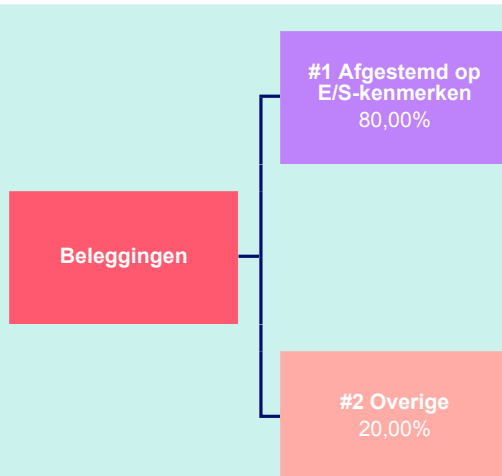 #1 Afgestemd op
E/S-kenmerken
80,00%
Beleggingen
#2 Overige
20,00%